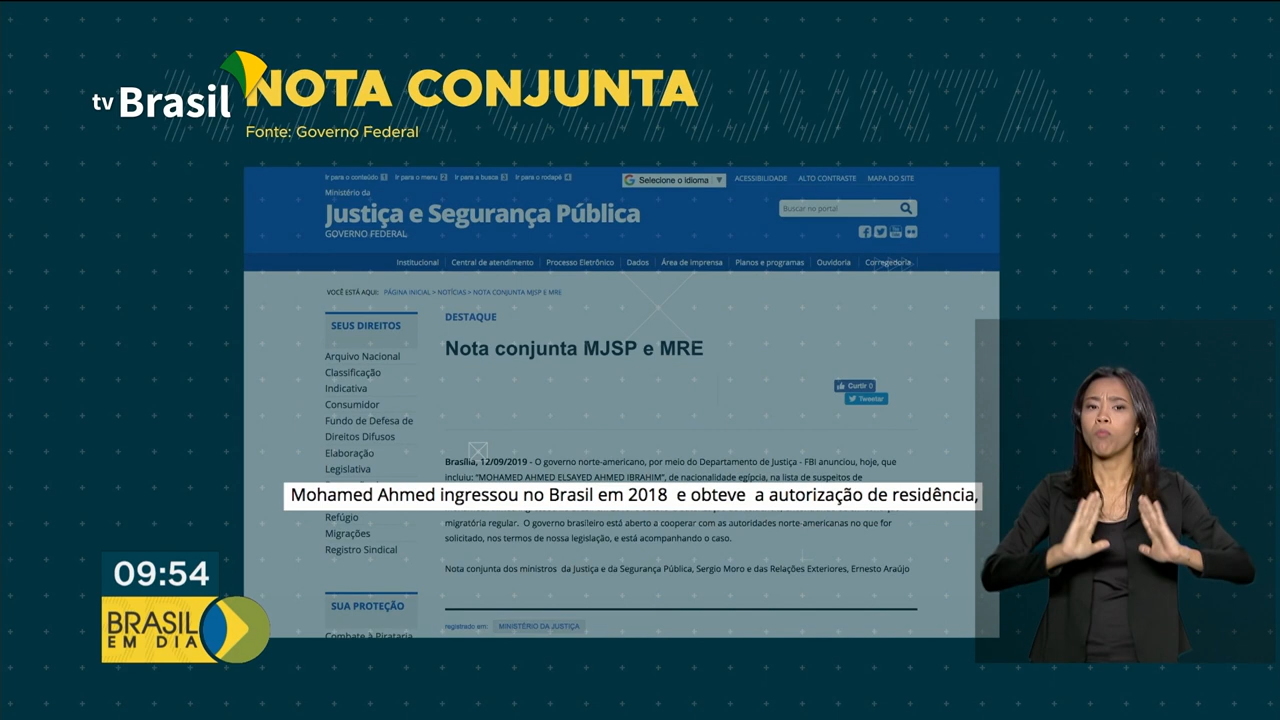 tv Brasil
NOTA CONJUNTA
Fonte: Governo Federal
Ir para o conteúdo 1 Ir para o menu 2 Ir para a busca 3 Ir para o rodapé 4
Selecione o idioma ▼
ACESSIBILIDADE ALTO CONTRASTE MAPA DO SITE
Ministério da
Justiça e Segurança Pública
GOVERNO FEDERAL
Buscar no portal
Institucional Central de atendimento Processo Eletrônico Dados Área de imprensa Planos e programas Ouvidoria Corregedoria
VOCÊ ESTÁ AQUI: PÁGINA INICIAL > NOTÍCIAS > NOTA CONJUNTA MJSP E MRE
SEUS DIREITOS
Arquivo Nacional
Classificação
Indicativa
Consumidor
Fundo de Defesa de
Direitos Difusos
Elaboração
Legislativa
Refúgio
Migrações
Registro Sindical
SUA PROTEÇÃO
Combate à Pirataria
DESTAQUE
Nota conjunta MJSP e MRE
Curtir 0
Tweetar
Brasília, 12/09/2019 - O governo norte-americano, por meio do Departamento de Justiça - FBI anunciou, hoje, que
incluiu: "MOHAMED AHMED ELSAYED AHMED IBRAHIM", de nacionalidade egípcia, na lista de suspeitos de
Mohamed Ahmed ingressou no Brasil em 2018 e obteve a autorização de residência,
migratória regular. O governo brasileiro está aberto a cooperar com as autoridades norte-americanas no que for
solicitado, nos termos de nossa legislação, e está acompanhando o caso.
Nota conjunta dos ministros da Justiça e da Segurança Pública, Sergio Moro e das Relações Exteriores, Ernesto Araújo
registrado em: MINISTÉRIO DA JUSTIÇA
09:54
BRASIL
EM DIA